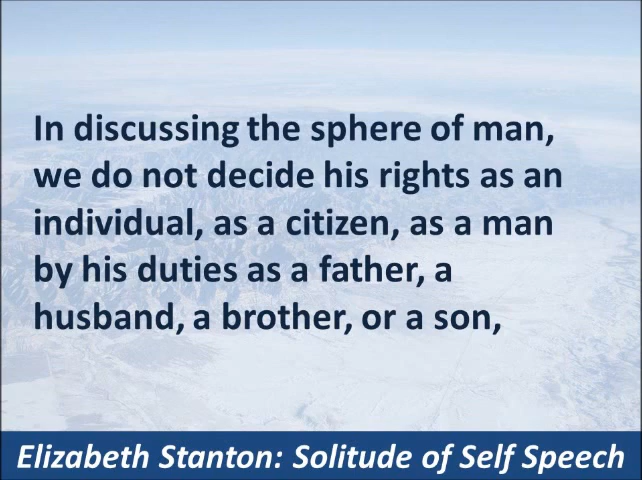 In discussing the sphere of man,
we do not decide his rights as an
individual, as a citizen, as a man
by his duties as a father, a
husband, a brother, or a son,
Elizabeth Stanton: Solitude of Self Speech